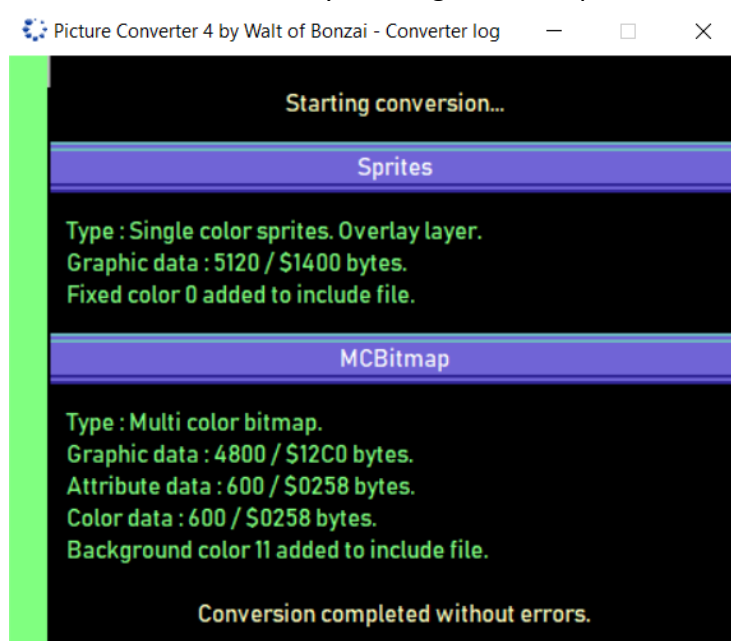 Picture Converter 4 by Walt of Bonzai - Converter log
Starting conversion...
Sprites
Type : Single color sprites. Overlay layer.
Graphic data : 5120 / $1400 bytes.
Fixed color 0 added to include file.
MCBitmap
Type : Multi color bitmap.
Graphic data : 4800 / $12C0 bytes.
Attribute data : 600 / $0258 bytes.
Color data : 600 / $0258 bytes.
Background color 11 added to include file.
Conversion completed without errors.